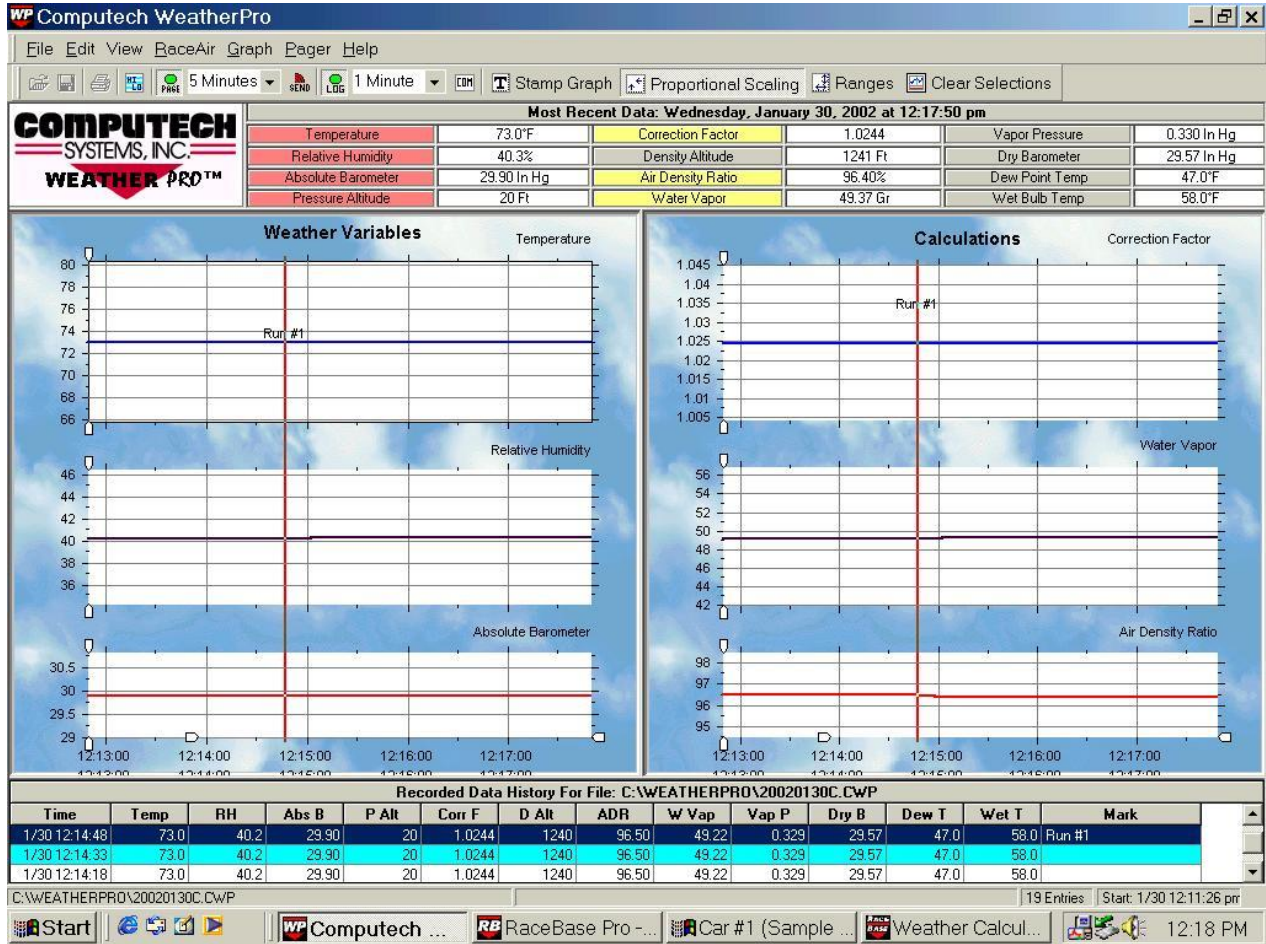 WP Computech WeatherPro
File Edit View RaceAir Graph Pager Help
HI LO PAGE 5 Minutes SEND LOG 1 Minute COM T Stamp Graph Proportional Scaling Ranges Clear Selections
COMPUTECH
SYSTEMS, INC.
WEATHER PRO™
Most Recent Data: Wednesday, January 30, 2002 at 12:17:50 pm
Temperature 73.0°F Correction Factor 1.0244 Vapor Pressure 0.330 In Hg
Relative Humidity 40.3% Density Altitude 1241 Ft Dry Barometer 29.57 In Hg
Absolute Barometer 29.90 In Hg Air Density Ratio 96.40% Dew Point Temp 47.0°F
Pressure Altitude 20 Ft Water Vapor 49.37 Gr Wet Bulb Temp 58.0°F
Weather Variables
Temperature
80
78
76
74
72
70
68
66
Run #1
Relative Humidity
46
44
42
40
38
36
Absolute Barometer
30.5
30
29.5
29
12:13:00 12:14:00 12:15:00 12:16:00 12:17:00
Calculations
Correction Factor
1.045
1.04
1.035
1.03
1.025
1.02
1.015
1.01
1.005
Run #1
Water Vapor
56
54
52
50
48
46
44
42
Air Density Ratio
98
97
96
95
12:13:00 12:14:00 12:15:00 12:16:00 12:17:00
Recorded Data History For File: C:\WEATHERPRO\20020130C.CWP
Time Temp RH Abs B P Alt Corr F D Alt ADR W Vap Vap P Dry B Dew T Wet T Mark
1/30 12:14:48 73.0 40.2 29.90 20 1.0244 1240 96.50 49.22 0.329 29.57 47.0 58.0 Run #1
1/30 12:14:33 73.0 40.2 29.90 20 1.0244 1240 96.50 49.22 0.329 29.57 47.0 58.0
1/30 12:14:18 73.0 40.2 29.90 20 1.0244 1240 96.50 49.22 0.329 29.57 47.0 58.0
C:\WEATHERPRO\20020130C.CWP 19 Entries Start: 1/30 12:11:26 pm
Start WP Computech ... RB RaceBase Pro -... Car #1 (Sample ... RACE BASE Weather Calcul... 12:18 PM